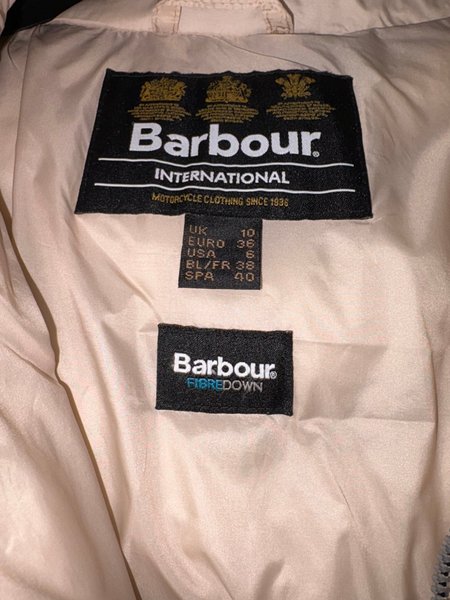 Barbour
INTERNATIONAL
MOTORCYCLE CLOTHING SINCE 1936
UK 10
EURO 36
USA 6
BL/FR 38
SPA 40
Barbour
FIBREDOWN